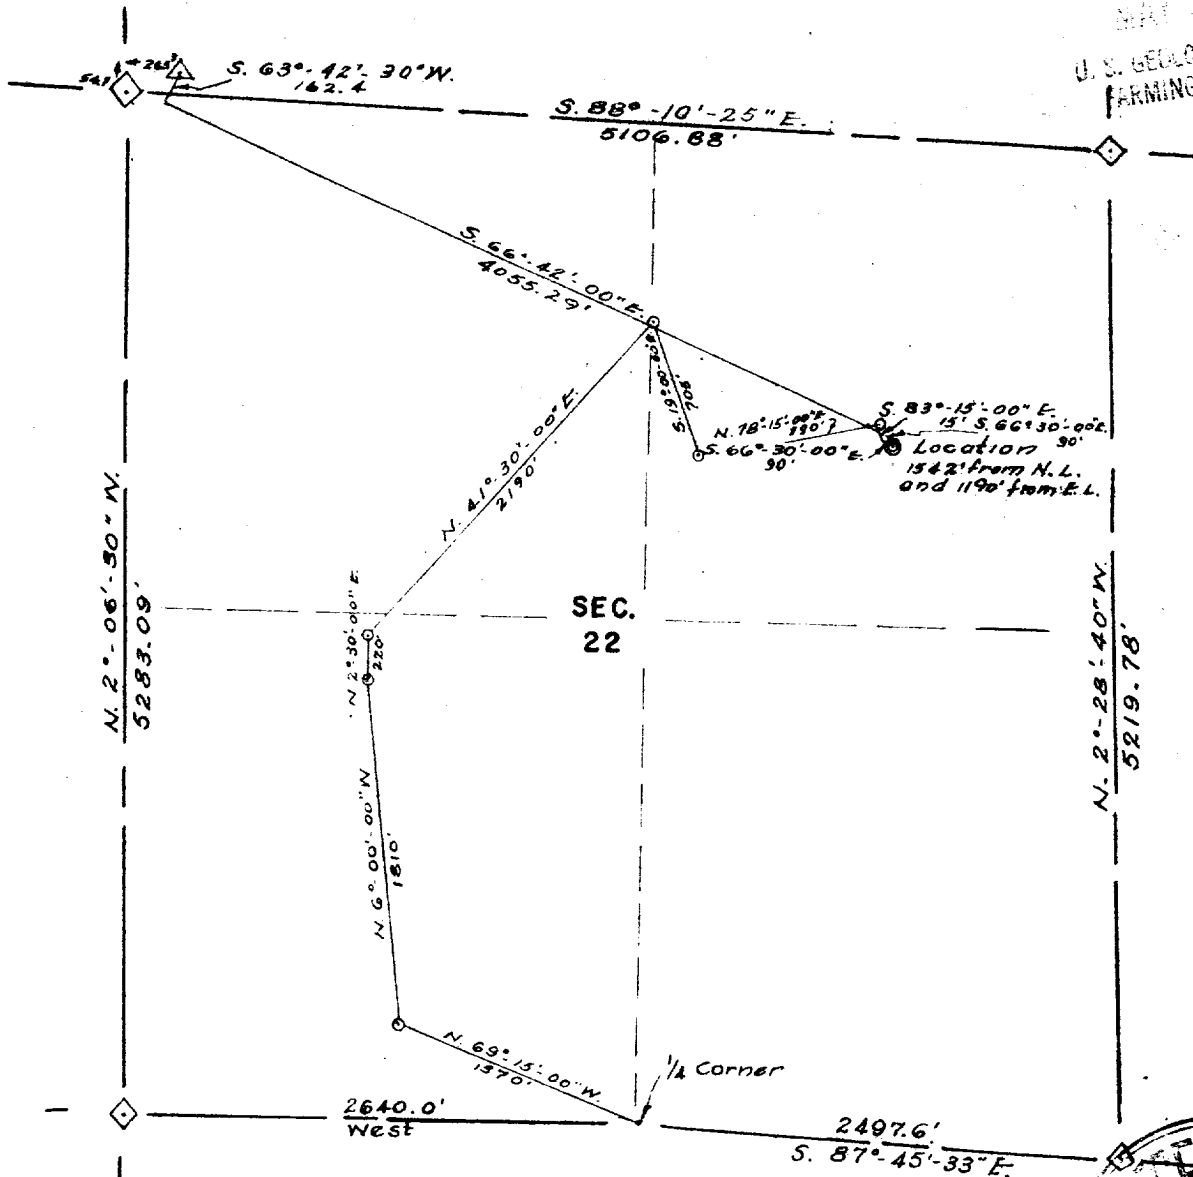 U. S. GEOLO
FARMING
S. 63°-42'-30" W.
162.4
S. 88°-10'-25" E.
5106.88'
S. 66°-42'-00" E.
4055.29'
S. 19°-00'-00" E.
706'
N. 78°-15'-00" E.
S. 66°-30'-00" E.
90'
S. 83°-15'-00" E.
15' S. 66°30'-00"E.
90'
Location
1542' from N. L.
and 1190' from E. L.
N. 41°-30'-00" E.
2190'
N. 2°-06'-30" W.
5283.09'
SEC.
22
N 2°-30'-00" E.
220'
N. 2°-28'-40" W.
5219.78'
N. 6°-00'-00" W
1810'
N. 69°-15'-00" W.
1370'
1/4 Corner
2640.0'
West
2497.6'
S. 87°-45'-33" E.